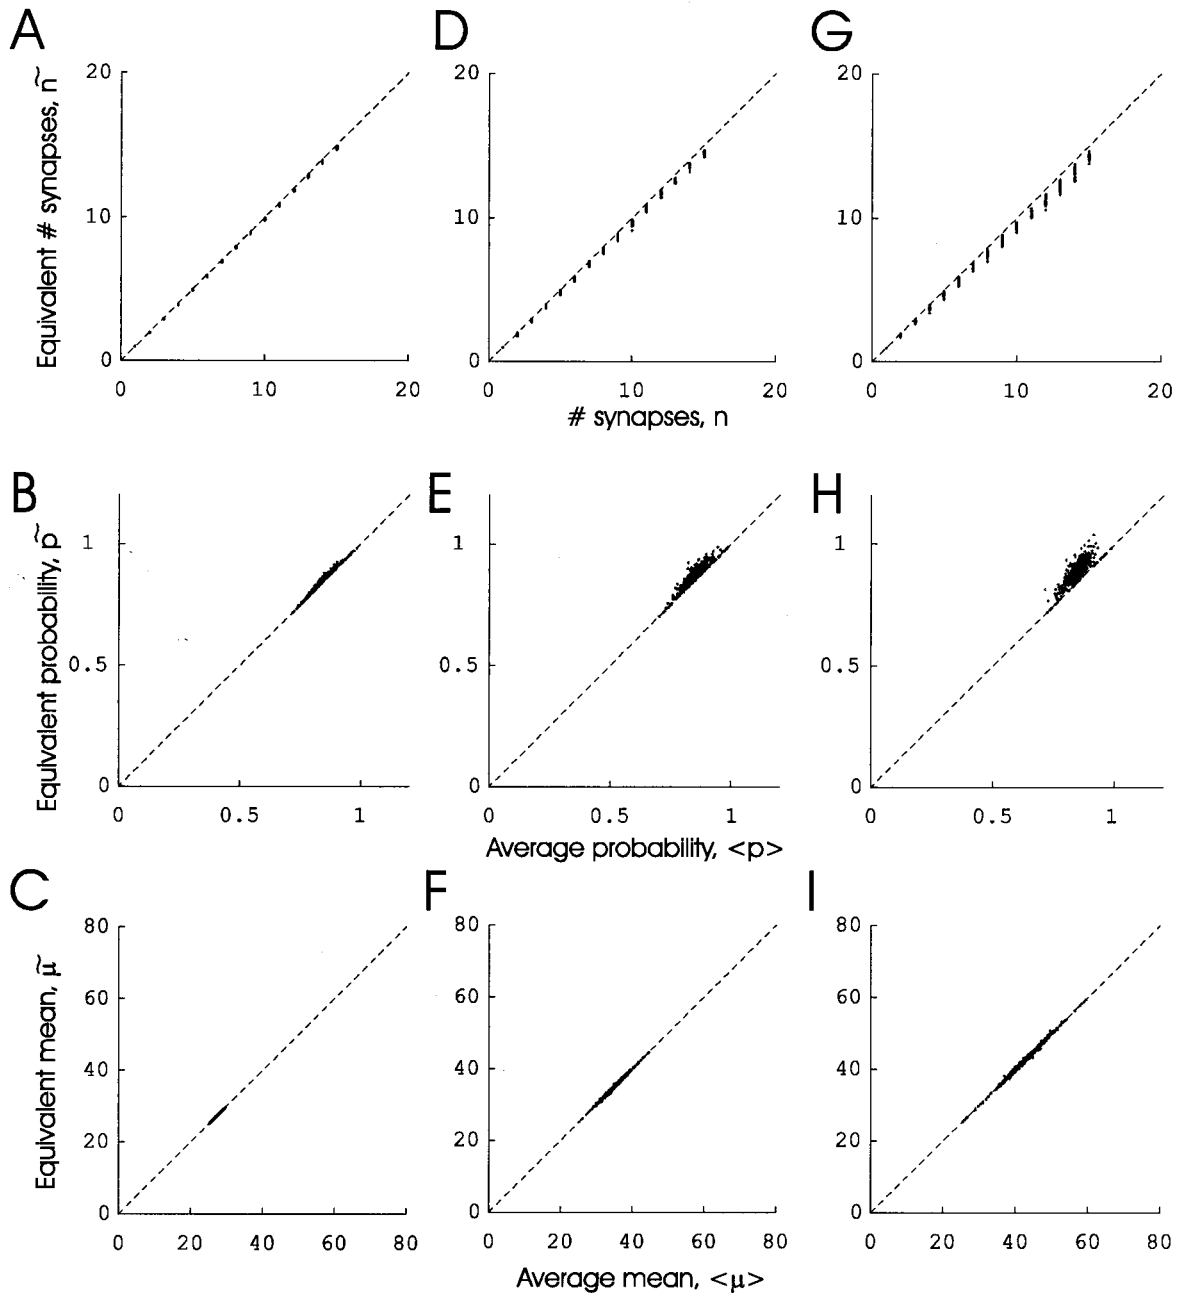 A
D
G
Equivalent # synapses, ñ
20
10
0
0 10 20
20
10
0
0 10 20
20
10
0
0 10 20
# synapses, n
B
E
H
Equivalent probability, p̃
1
0.5
0
0 0.5 1
1
0.5
0
0 0.5 1
1
0.5
0
0 0.5 1
Average probability, <p>
C
F
I
Equivalent mean, μ̃
80
60
40
20
0
0 20 40 60 80
80
60
40
20
0
0 20 40 60 80
80
60
40
20
0
0 20 40 60 80
Average mean, <μ>